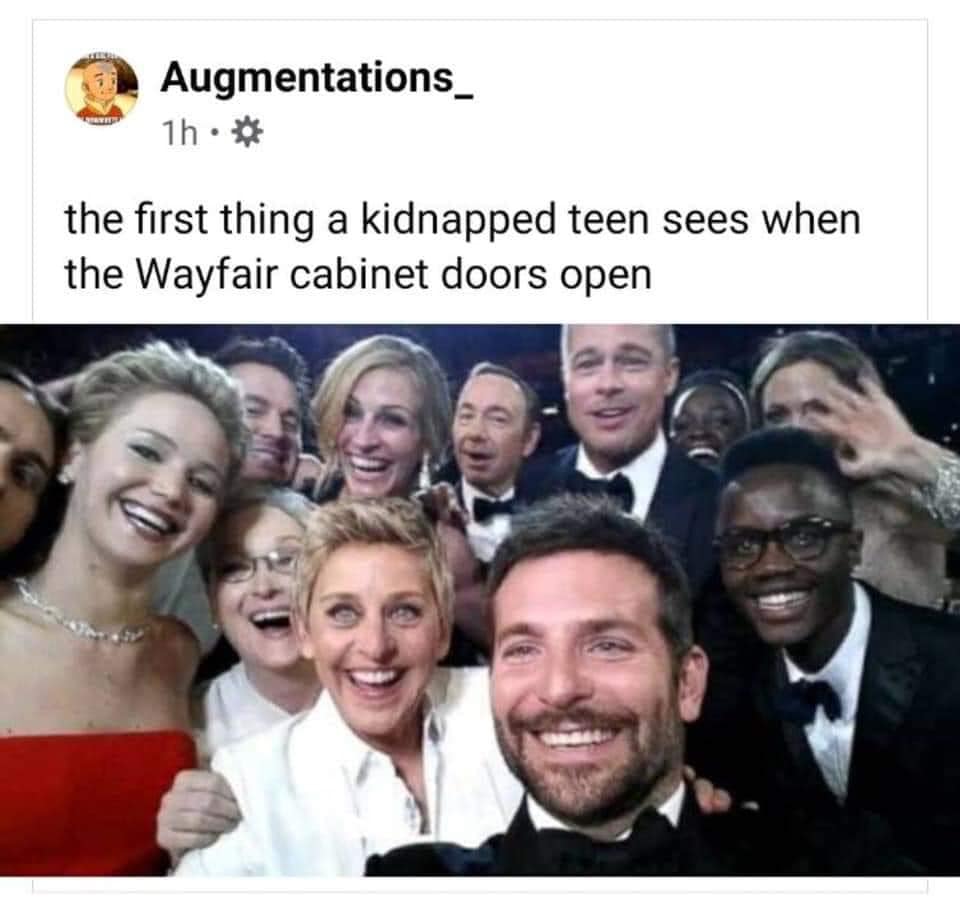 Augmentations_
1h •
the first thing a kidnapped teen sees when
the Wayfair cabinet doors open